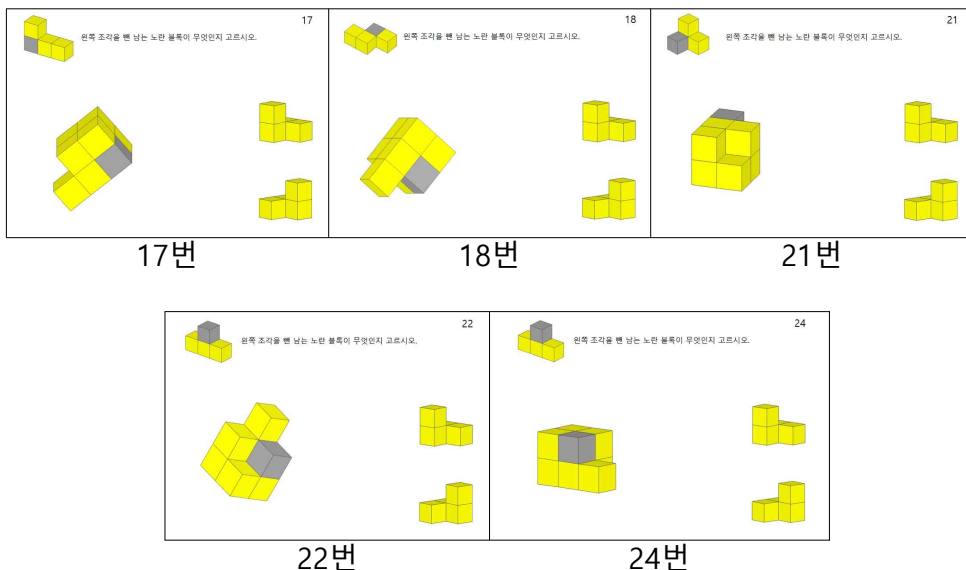 17
왼쪽 조각을 뺀 남는 노란 블록이 무엇인지 고르시오.
18
왼쪽 조각을 뺀 남는 노란 블록이 무엇인지 고르시오.
21
왼쪽 조각을 뺀 남는 노란 블록이 무엇인지 고르시오.
17번
18번
21번
22
왼쪽 조각을 뺀 남는 노란 블록이 무엇인지 고르시오.
24
왼쪽 조각을 뺀 남는 노란 블록이 무엇인지 고르시오.
22번
24번